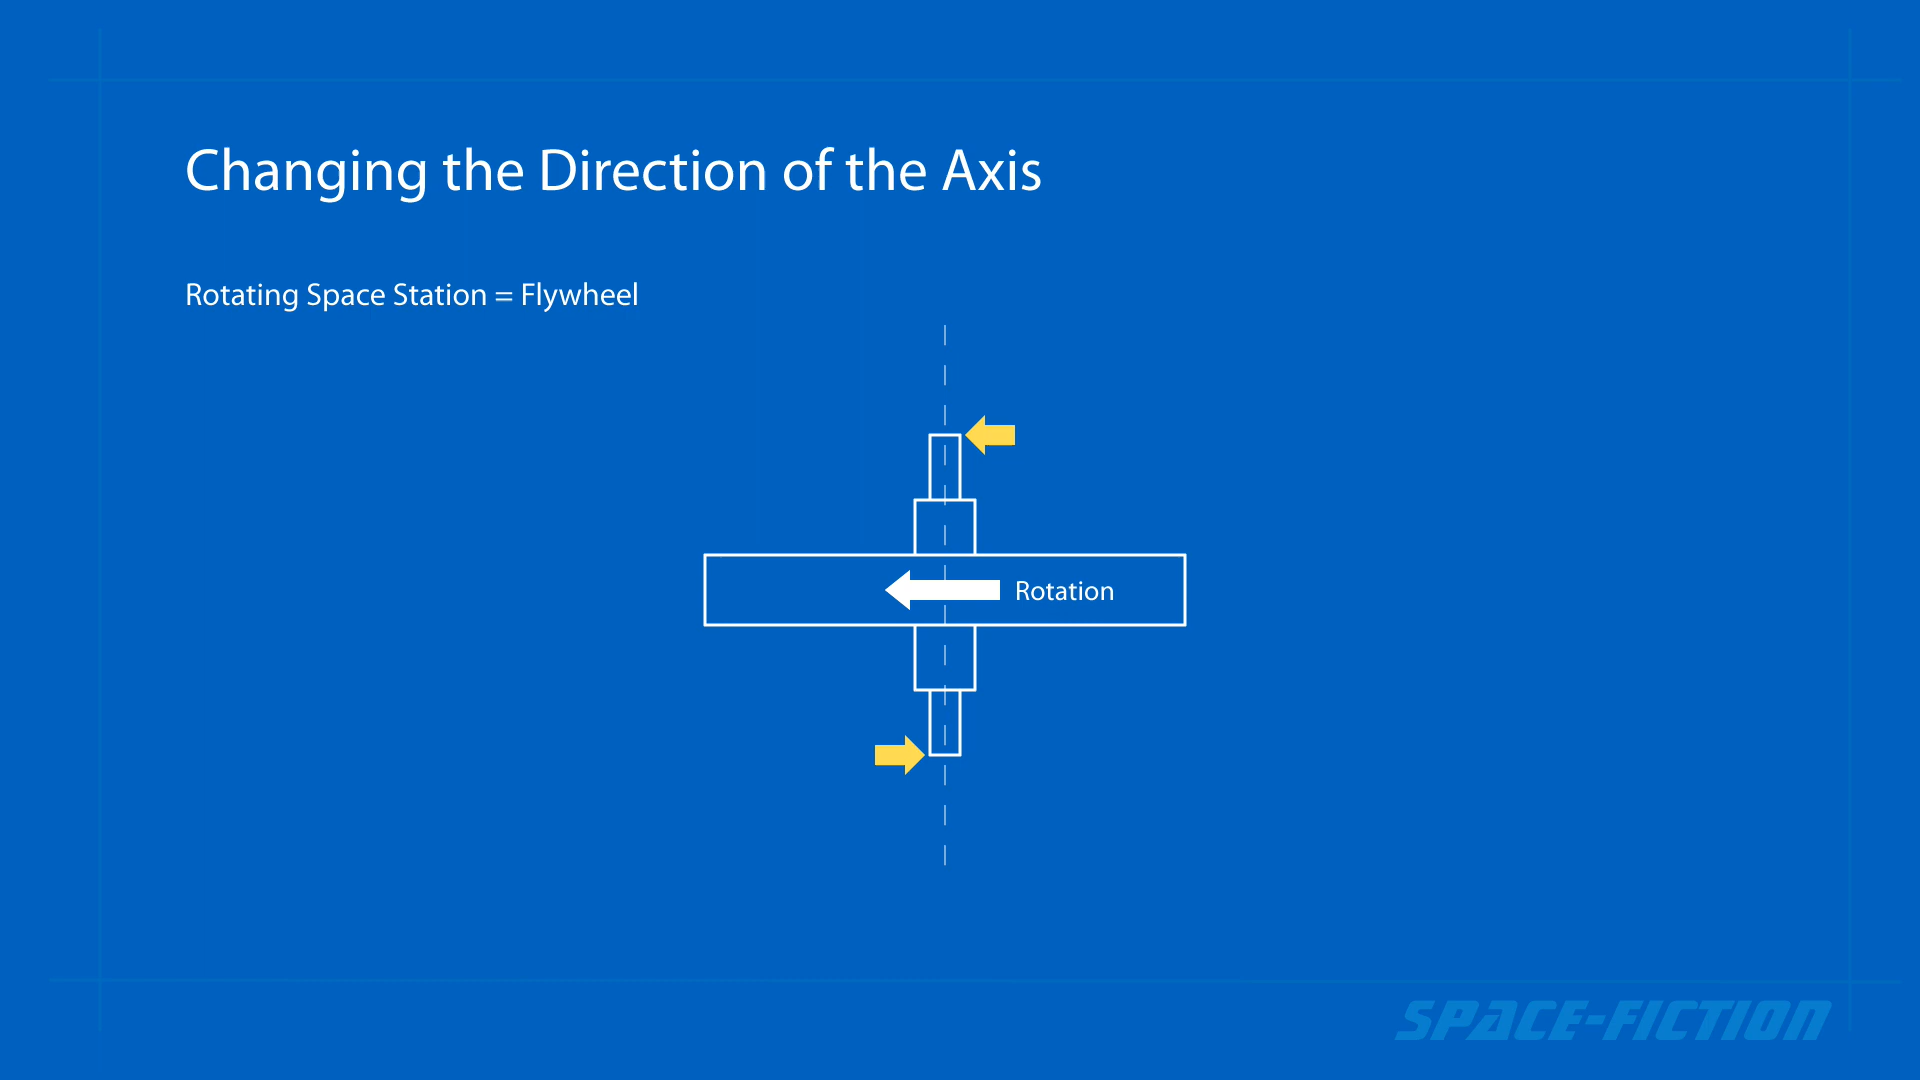 Changing the Direction of the Axis
Rotating Space Station = Flywheel
Rotation
SPACE-FICTION